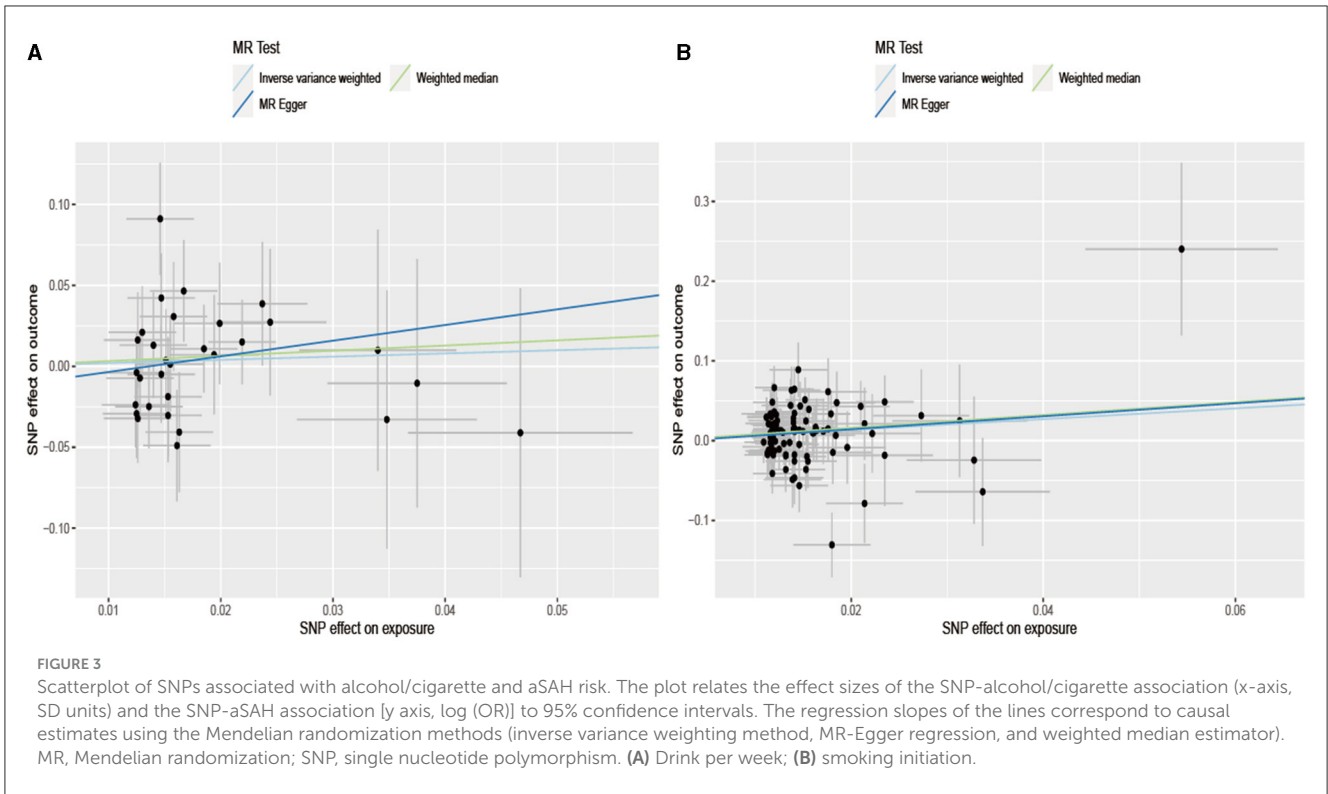 A
MR Test
Inverse variance weighted
Weighted median
MR Egger
0.10
0.05
0.00
−0.05
−0.10
SNP effect on outcome
0.01
0.02
0.03
0.04
0.05
SNP effect on exposure
B
MR Test
Inverse variance weighted
Weighted median
MR Egger
0.3
0.2
0.1
0.0
−0.1
SNP effect on outcome
0.02
0.04
0.06
SNP effect on exposure
FIGURE 3
Scatterplot of SNPs associated with alcohol/cigarette and aSAH risk. The plot relates the effect sizes of the SNP-alcohol/cigarette association (x-axis,
SD units) and the SNP-aSAH association [y axis, log (OR)] to 95% confidence intervals. The regression slopes of the lines correspond to causal
estimates using the Mendelian randomization methods (inverse variance weighting method, MR-Egger regression, and weighted median estimator).
MR, Mendelian randomization; SNP, single nucleotide polymorphism. (A) Drink per week; (B) smoking initiation.